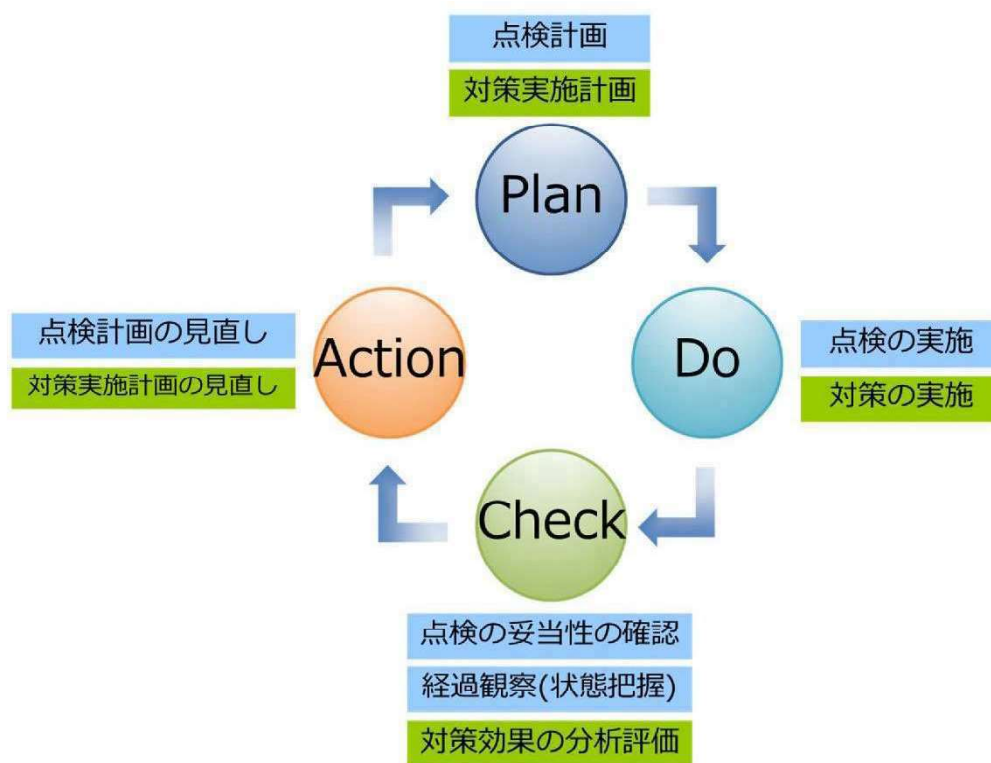 点検計画
対策実施計画
Plan
Do
点検の実施
対策の実施
Check
点検の妥当性の確認
経過観察(状態把握)
対策効果の分析評価
Action
点検計画の見直し
対策実施計画の見直し